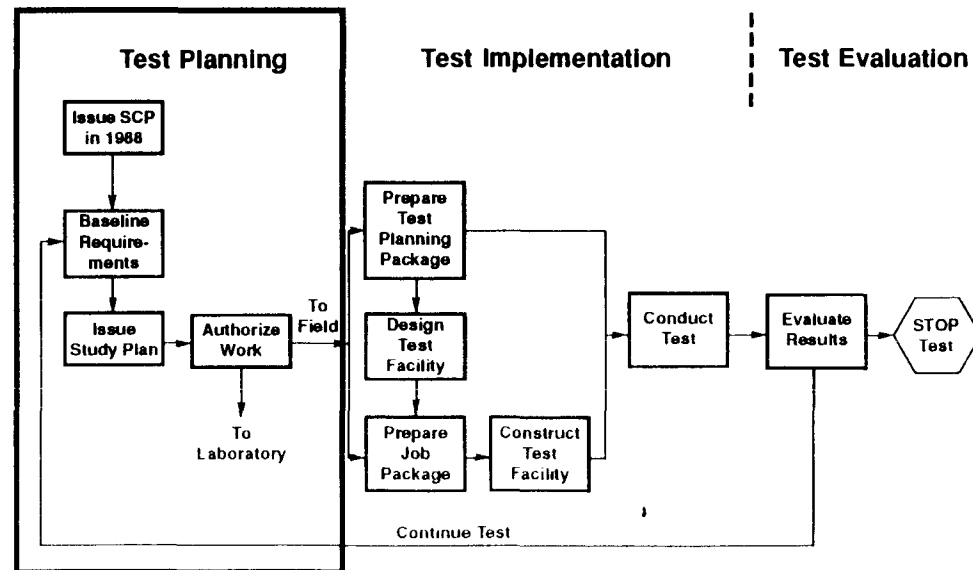 Test Planning
Test Implementation
Test Evaluation
Issue SCP
in 1988
Baseline
Require-
ments
Issue
Study Plan
Authorize
Work
To
Field
To
Laboratory
Prepare
Test
Planning
Package
Design
Test
Facility
Prepare
Job
Package
Construct
Test
Facility
Conduct
Test
Evaluate
Results
STOP
Test
Continue Test